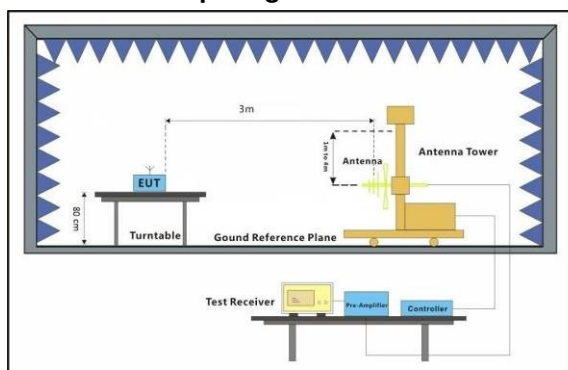 3m
1m to 4m
Antenna
Antenna Tower
EUT
80 cm
Turntable
Gound Reference Plane
Test Receiver
Pre-Amplifier
Controller